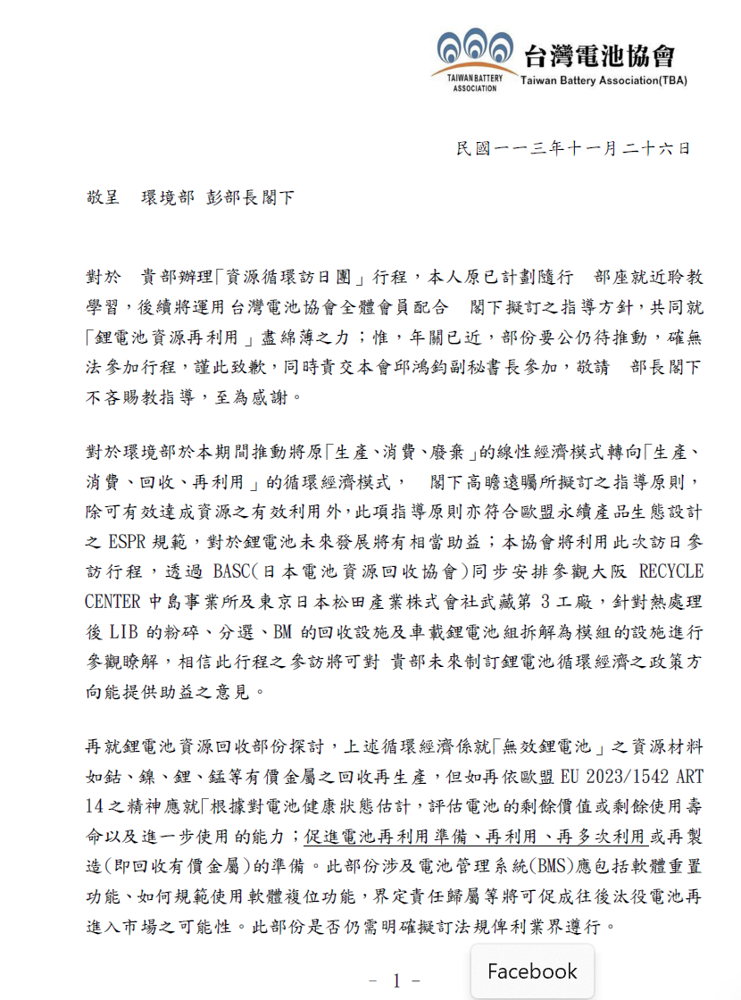 台灣電池協會
TAIWAN BATTERY
ASSOCIATION
Taiwan Battery Association(TBA)
民國一一三年十一月二十六日
敬呈　環境部 彭部長閣下
對於　貴部辦理「資源循環訪日團」行程，本人原已計劃隨行　部座就近聆教
學習，後續將運用台灣電池協會全體會員配合　閣下擬訂之指導方針，共同就
「鋰電池資源再利用」盡綿薄之力；惟，年關已近，部份要公仍待推動，確無
法參加行程，謹此致歉，同時責交本會邱鴻鈞副秘書長參加，敬請　部長閣下
不吝賜教指導，至為感謝。
對於環境部於本期間推動將原「生產、消費、廢棄」的線性經濟模式轉向「生產、
消費、回收、再利用」的循環經濟模式，　閣下高瞻遠矚所擬訂之指導原則，
除可有效達成資源之有效利用外，此項指導原則亦符合歐盟永續產品生態設計
之 ESPR 規範，對於鋰電池未來發展將有相當助益；本協會將利用此次訪日參
訪行程，透過 BASC(日本電池資源回收協會)同步安排參觀大阪 RECYCLE
CENTER 中島事業所及東京日本松田產業株式會社武藏第 3 工廠，針對熱處理
後 LIB 的粉碎、分選、BM 的回收設施及車載鋰電池組拆解為模組的設施進行
參觀瞭解，相信此行程之參訪將可對 貴部未來制訂鋰電池循環經濟之政策方
向能提供助益之意見。
再就鋰電池資源回收部份探討，上述循環經濟係就「無效鋰電池」之資源材料
如鈷、鎳、鋰、錳等有價金屬之回收再生產，但如再依歐盟 EU 2023/1542 ART
14 之精神應就「根據對電池健康狀態估計，評估電池的剩餘價值或剩餘使用壽
命以及進一步使用的能力；促進電池再利用準備、再利用、再多次利用或再製
造(即回收有價金屬)的準備。此部份涉及電池管理系統(BMS)應包括軟體重置
功能、如何規範使用軟體複位功能，界定責任歸屬等將可促成往後汰役電池再
進入市場之可能性。此部份是否仍需明確擬訂法規俾利業界遵行。
- 1 -
Facebook